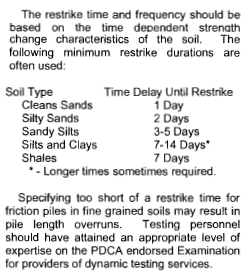 The restrike time and frequency should be
based on the time dependent strength
change characteristics of the soil. The
following minimum restrike durations are
often used:
Soil Type Time Delay Until Restrike
Cleans Sands 1 Day
Silty Sands 2 Days
Sandy Silts 3-5 Days
Silts and Clays 7-14 Days*
Shales 7 Days
* - Longer times sometimes required.
Specifying too short of a restrike time for
friction piles in fine grained soils may result in
pile length overruns. Testing personnel
should have attained an appropriate level of
expertise on the PDCA endorsed Examination
for providers of dynamic testing services.